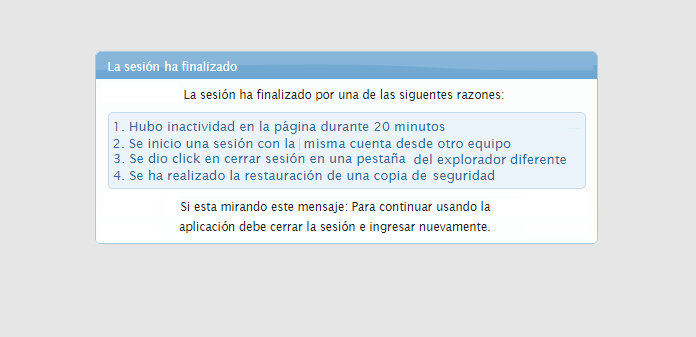 La sesión ha finalizado
La sesión ha finalizado por una de las siguentes razones:
1. Hubo inactividad en la página durante 20 minutos
2. Se inicio una sesión con la misma cuenta desde otro equipo
3. Se dio click en cerrar sesión en una pestaña del explorador diferente
4. Se ha realizado la restauración de una copia de seguridad
Si esta mirando este mensaje: Para continuar usando la
aplicación debe cerrar la sesión e ingresar nuevamente.